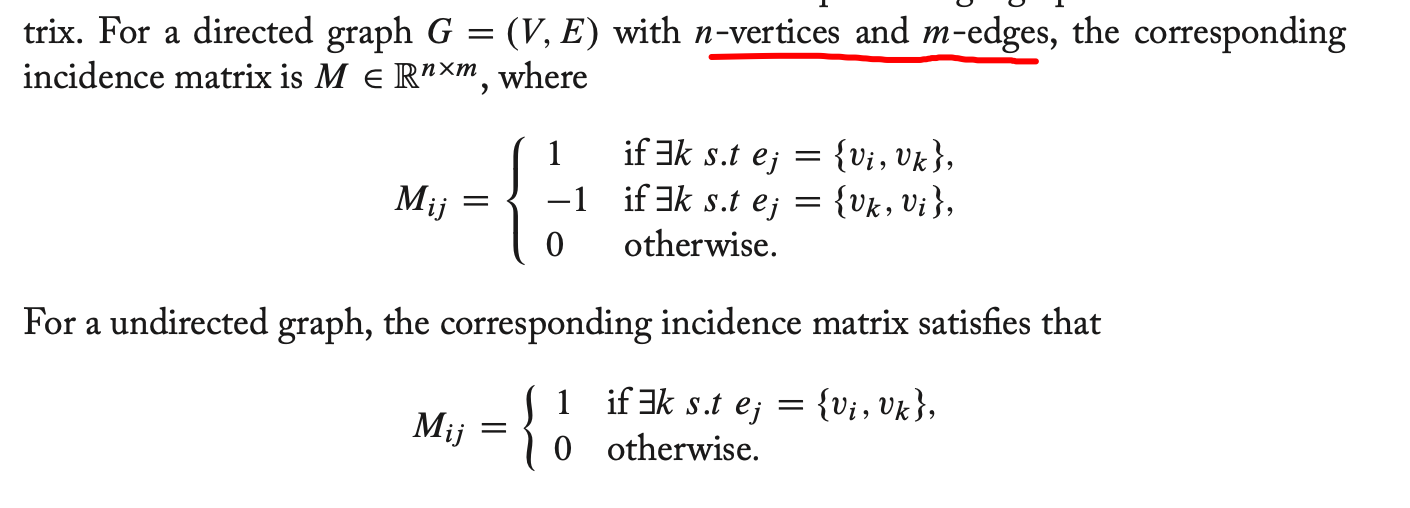 trix. For a directed graph G = (V, E) with n-vertices and m-edges, the corresponding
incidence matrix is M ∈ ℝⁿˣᵐ, where
M_ij = { 1 if ∃k s.t e_j = {v_i, v_k},
−1 if ∃k s.t e_j = {v_k, v_i},
0 otherwise.
For a undirected graph, the corresponding incidence matrix satisfies that
M_ij = { 1 if ∃k s.t e_j = {v_i, v_k},
0 otherwise.